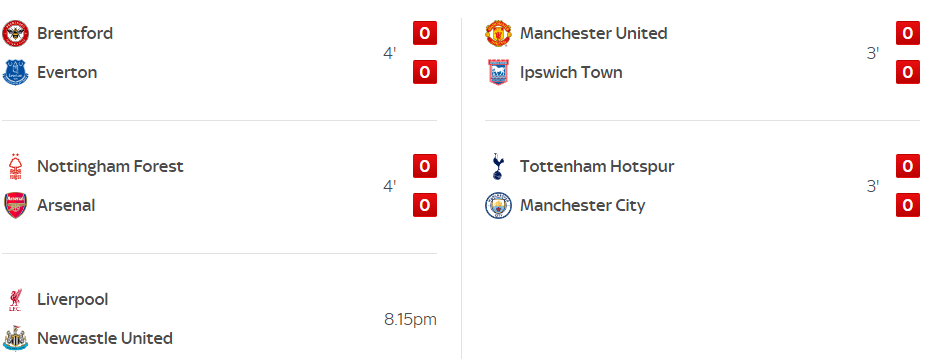 Brentford 0
4'
Everton 0
Manchester United 0
3'
Ipswich Town 0
Nottingham Forest 0
4'
Arsenal 0
Tottenham Hotspur 0
3'
Manchester City 0
Liverpool
8.15pm
Newcastle United